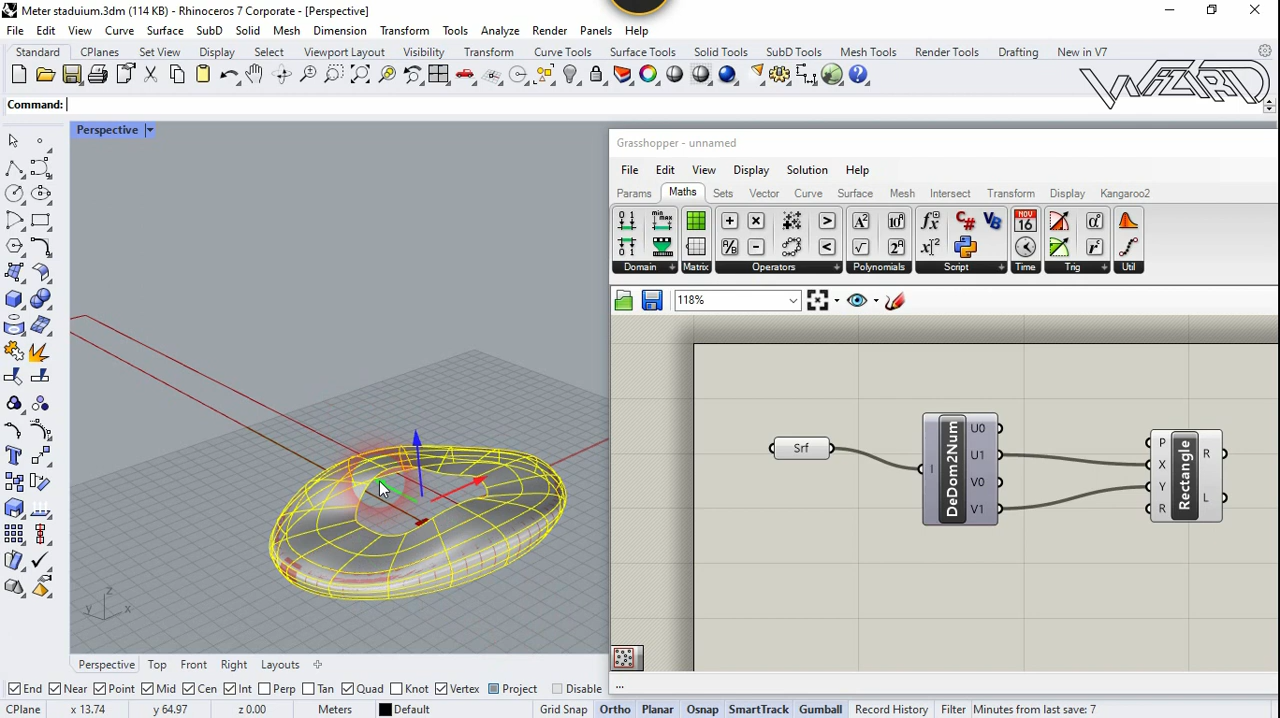 Meter staduium.3dm (114 KB) - Rhinoceros 7 Corporate - [Perspective]
File Edit View Curve Surface Solid SubD Mesh Dimension Transform Tools Analyze Render Panels Help
Standard CPlanes Set View Display Select Viewport Layout Visibility Transform Curve Tools Surface Tools Solid Tools SubD Tools Mesh Tools Render Tools Drafting New in V7
WIZARD
Command:
Perspective
Grasshopper - unnamed
File Edit View Display Solution Help
Params Maths Sets Vector Curve Surface Mesh Intersect Transform Display Kangaroo2
Domain Matrix Operators Polynomials Script Time Trig Util
118%
Srf
DeDom2Num
I
U0
U1
V0
V1
Rectangle
P
X
Y
R
R
L
z
y
x
Perspective Top Front Right Layouts
End Near Point Mid Cen Int Perp Tan Quad Knot Vertex Project Disable
...
CPlane x 13.74 y 64.97 z 0.00 Meters Default Grid Snap Ortho Planar Osnap SmartTrack Gumball Record History Filter Minutes from last save: 7